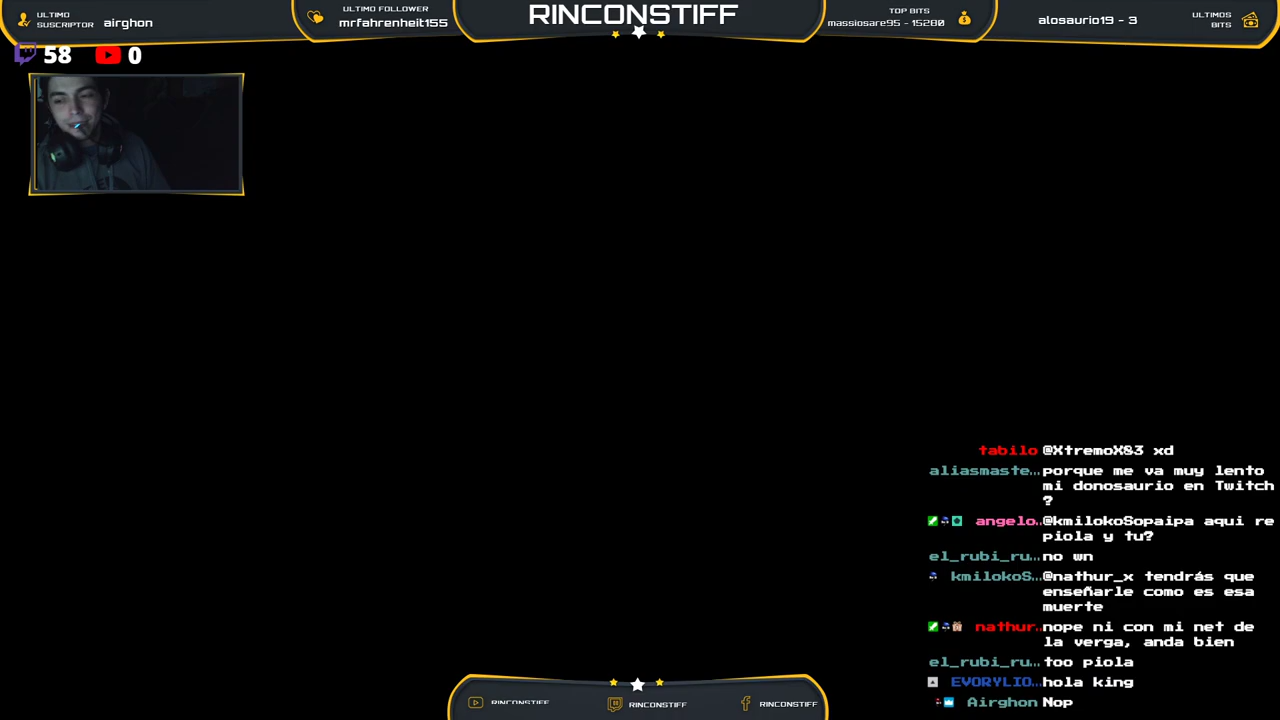 ULTIMO
SUSCRIPTOR
airghon
ULTIMO FOLLOWER
mrfahrenheit155
RINCONSTIFF
TOP BITS
massiosare95 - 15280
alosaurio19 - 3
ULTIMOS
BITS
58
0
tabilo @XtremoX83 xd
aliasmaste… porque me va muy lento
mi donosaurio en Twitch
?
angelo… @kmilokoSopaipa aqui re
piola y tu?
el_rubi_ru… no wn
kmilokoS… @nathur_x tendrás que
enseñarle como es esa
muerte
nathur… nope ni con mi net de
la verga, anda bien
el_rubi_ru… too piola
EVORYLIO… hola king
Airghon Nop
RINCONSTIFF
RINCONSTIFF
RINCONSTIFF